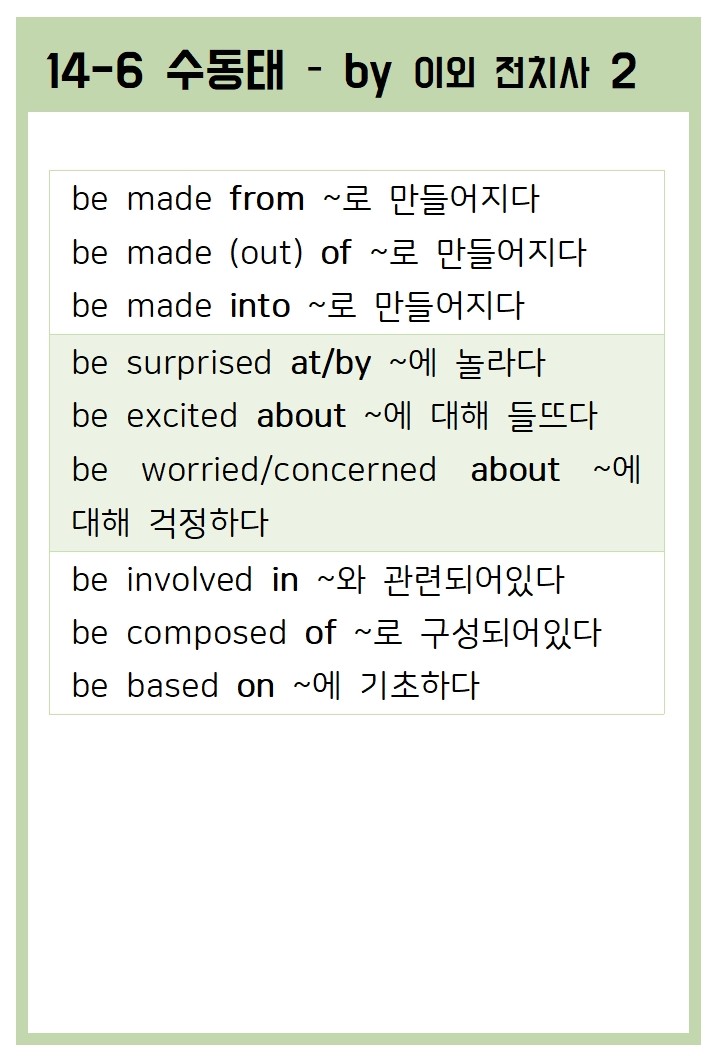 14-6 수동태 - by 이외 전치사 2
be made from ~로 만들어지다
be made (out) of ~로 만들어지다
be made into ~로 만들어지다
be surprised at/by ~에 놀라다
be excited about ~에 대해 들뜨다
be worried/concerned about ~에
대해 걱정하다
be involved in ~와 관련되어있다
be composed of ~로 구성되어있다
be based on ~에 기초하다